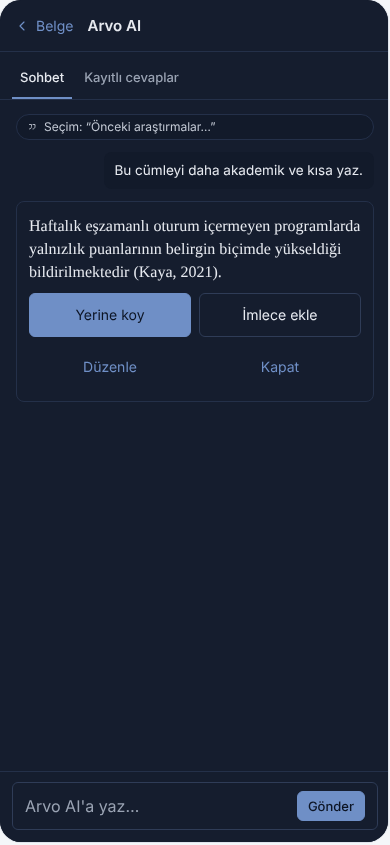 Belge Arvo AI
Sohbet Kayıtlı cevaplar
Seçim: “Önceki araştırmalar…”
Bu cümleyi daha akademik ve kısa yaz.
Haftalık eşzamanlı oturum içermeyen programlarda
yalnızlık puanlarının belirgin biçimde yükseldiği
bildirilmektedir (Kaya, 2021).
Yerine koy İmlece ekle
Düzenle Kapat
Arvo AI'a yaz... Gönder